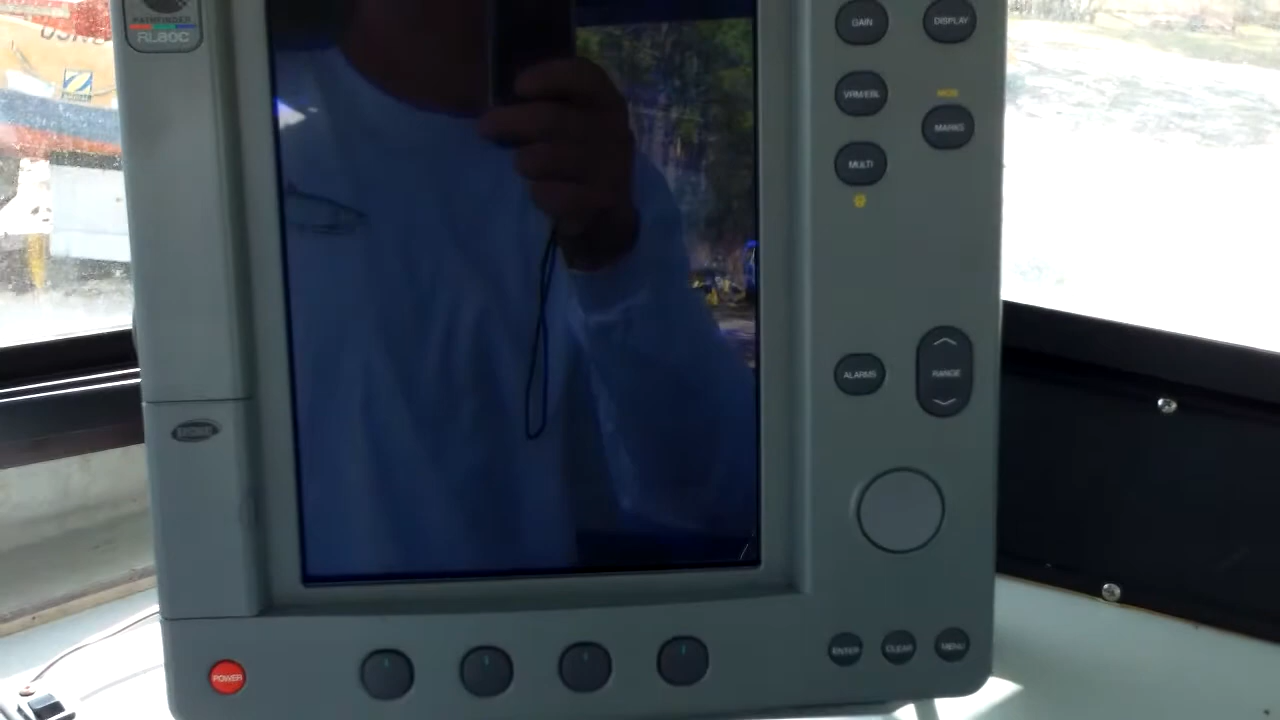 PATHFINDER
RL80C
GAIN
DISPLAY
VRM/EBL
MOB
MARKS
MULTI
ALARMS
RANGE
ENTER
CLEAR
MENU
POWER